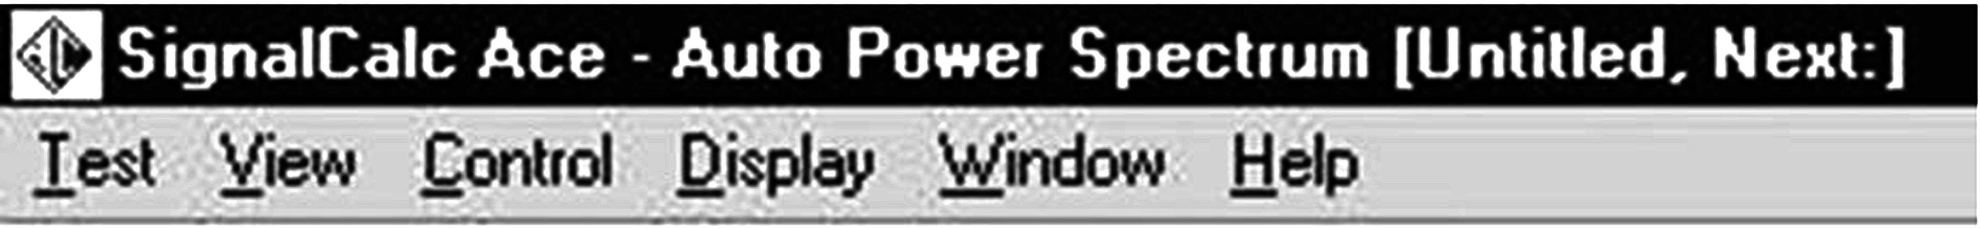 SignalCalc Ace - Auto Power Spectrum [Untitled, Next:]
Test View Control Display Window Help